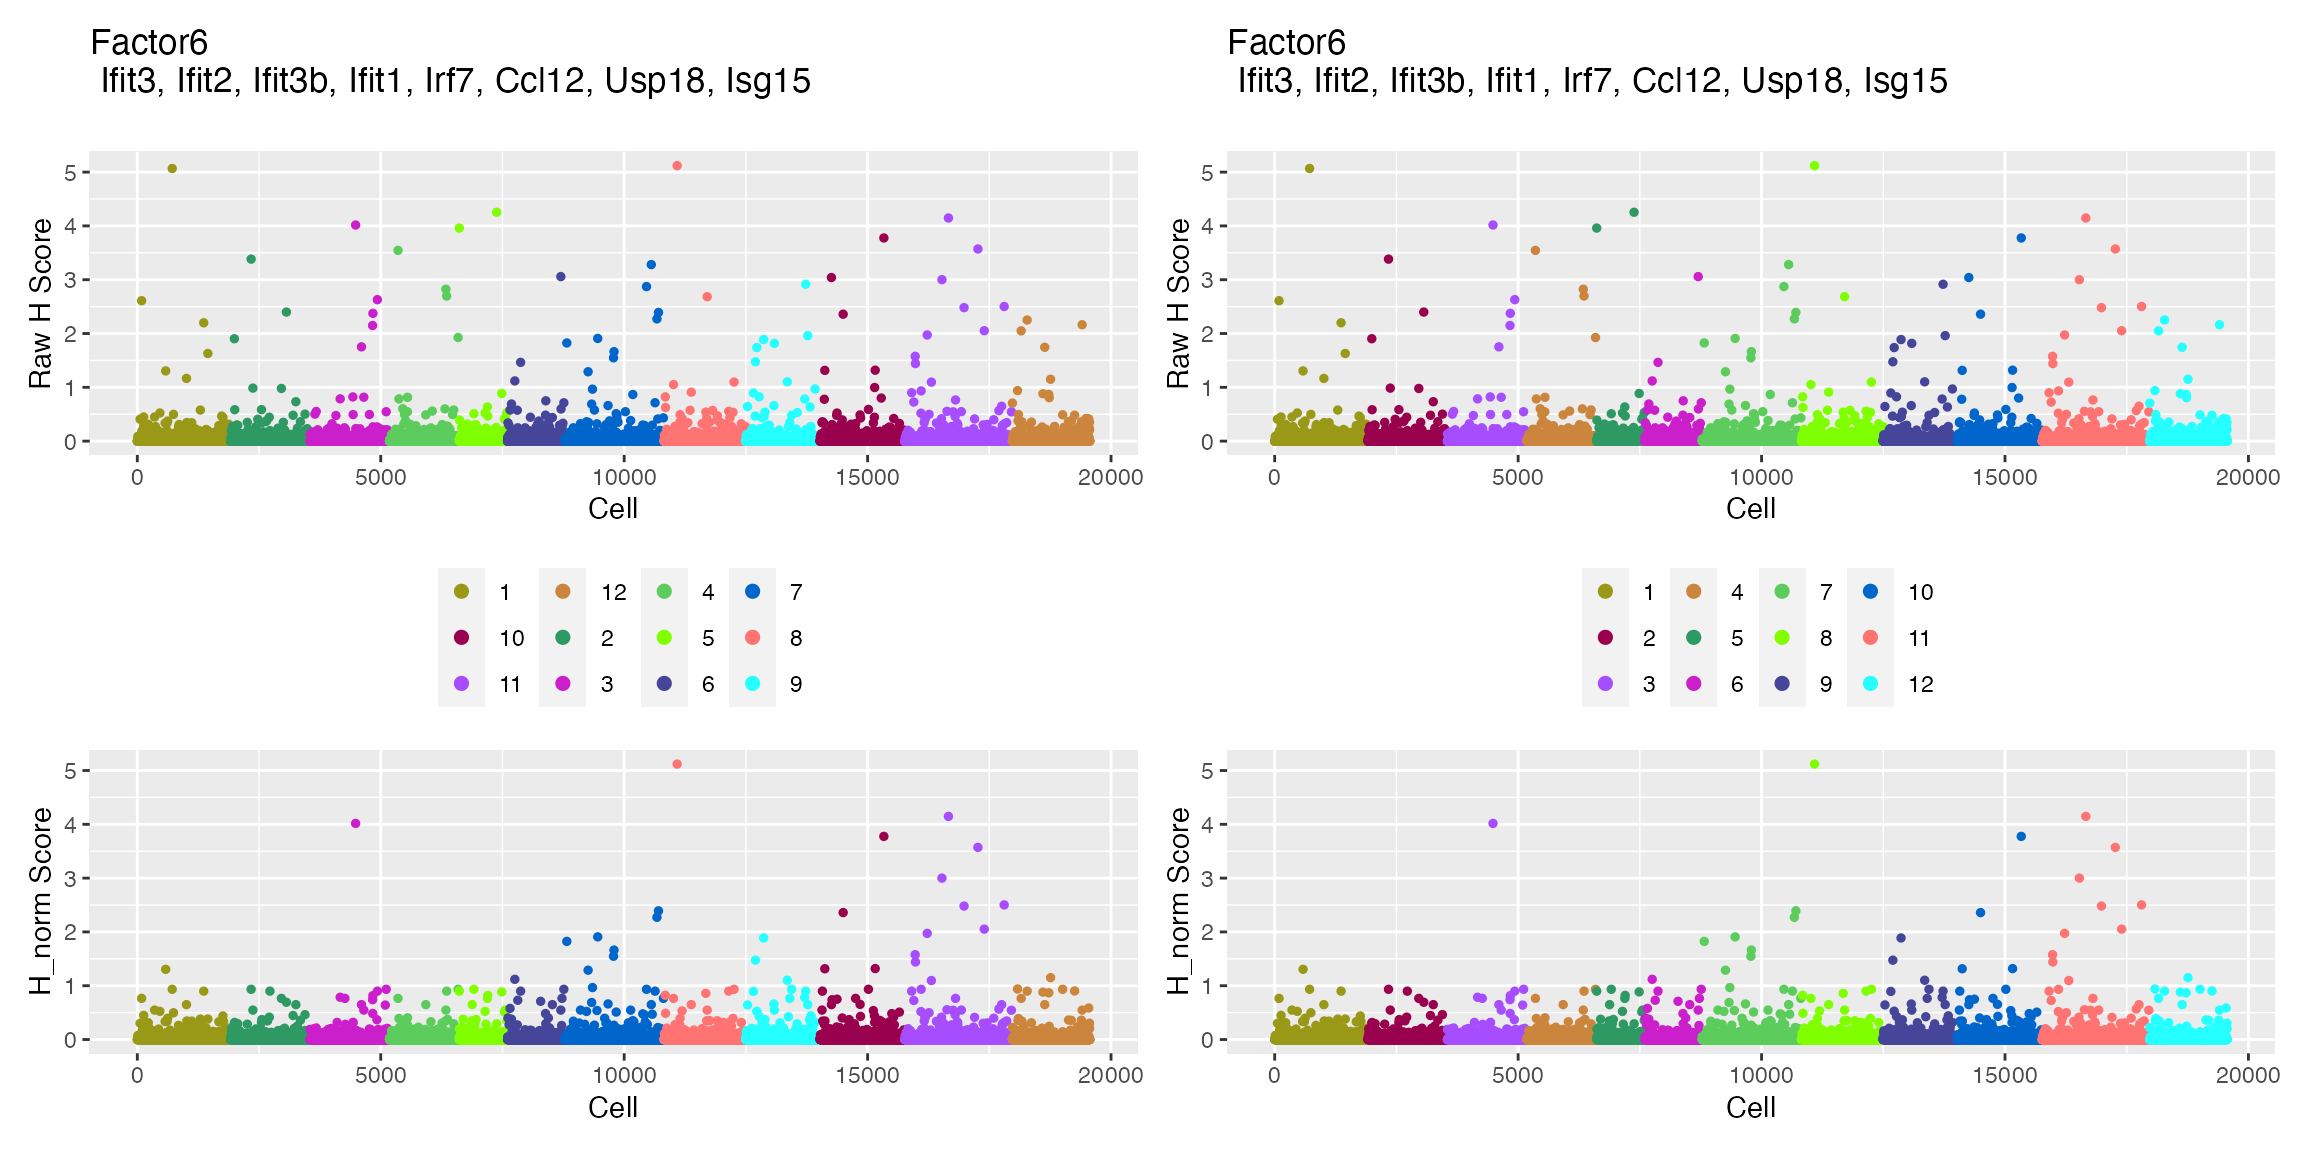 Factor6
Ifit3, Ifit2, Ifit3b, Ifit1, Irf7, Ccl12, Usp18, Isg15
5
4
3
2
1
0
Raw H Score
0 5000 10000 15000 20000
Cell
1 12 4 7
10 2 5 8
11 3 6 9
5
4
3
2
1
0
H_norm Score
0 5000 10000 15000 20000
Cell
Factor6
Ifit3, Ifit2, Ifit3b, Ifit1, Irf7, Ccl12, Usp18, Isg15
5
4
3
2
1
0
Raw H Score
0 5000 10000 15000 20000
Cell
1 4 7 10
2 5 8 11
3 6 9 12
5
4
3
2
1
0
H_norm Score
0 5000 10000 15000 20000
Cell